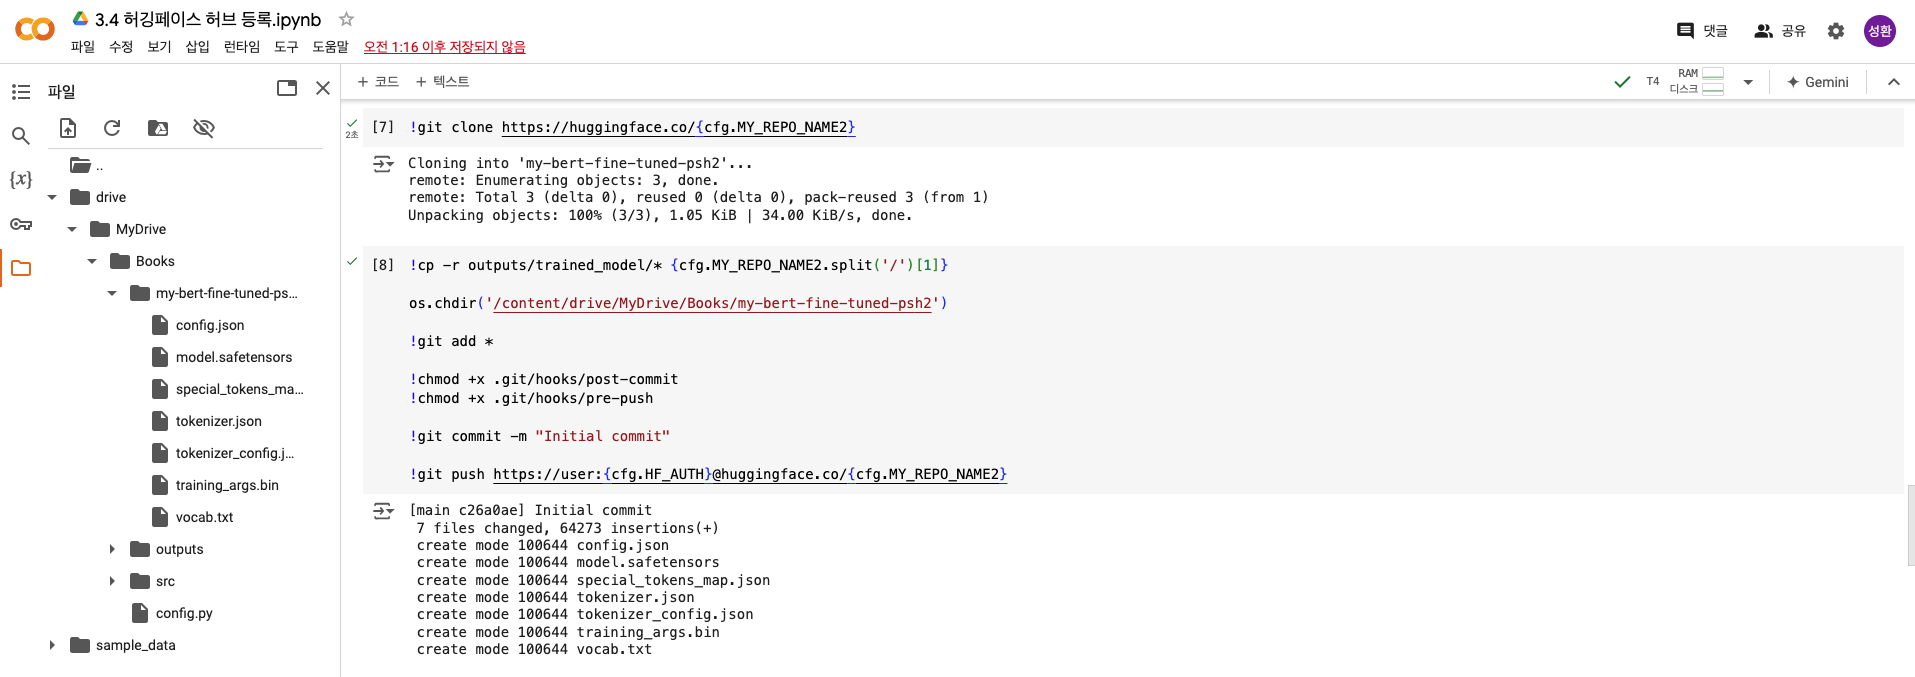 3.4 허깅페이스 허브 등록.ipynb
파일 수정 보기 삽입 런타임 도구 도움말 오전 1:16 이후 저장되지 않음
댓글 공유 성환
파일
..
drive
MyDrive
Books
my-bert-fine-tuned-ps...
config.json
model.safetensors
special_tokens_ma...
tokenizer.json
tokenizer_config.j...
training_args.bin
vocab.txt
outputs
src
config.py
sample_data
+ 코드 + 텍스트
T4 RAM 디스크 Gemini
2초
[7] !git clone https://huggingface.co/{cfg.MY_REPO_NAME2}
Cloning into 'my-bert-fine-tuned-psh2'...
remote: Enumerating objects: 3, done.
remote: Total 3 (delta 0), reused 0 (delta 0), pack-reused 3 (from 1)
Unpacking objects: 100% (3/3), 1.05 KiB | 34.00 KiB/s, done.
[8] !cp -r outputs/trained_model/* {cfg.MY_REPO_NAME2.split('/')[1]}
os.chdir('/content/drive/MyDrive/Books/my-bert-fine-tuned-psh2')
!git add *
!chmod +x .git/hooks/post-commit
!chmod +x .git/hooks/pre-push
!git commit -m "Initial commit"
!git push https://user:{cfg.HF_AUTH}@huggingface.co/{cfg.MY_REPO_NAME2}
[main c26a0ae] Initial commit
7 files changed, 64273 insertions(+)
create mode 100644 config.json
create mode 100644 model.safetensors
create mode 100644 special_tokens_map.json
create mode 100644 tokenizer.json
create mode 100644 tokenizer_config.json
create mode 100644 training_args.bin
create mode 100644 vocab.txt